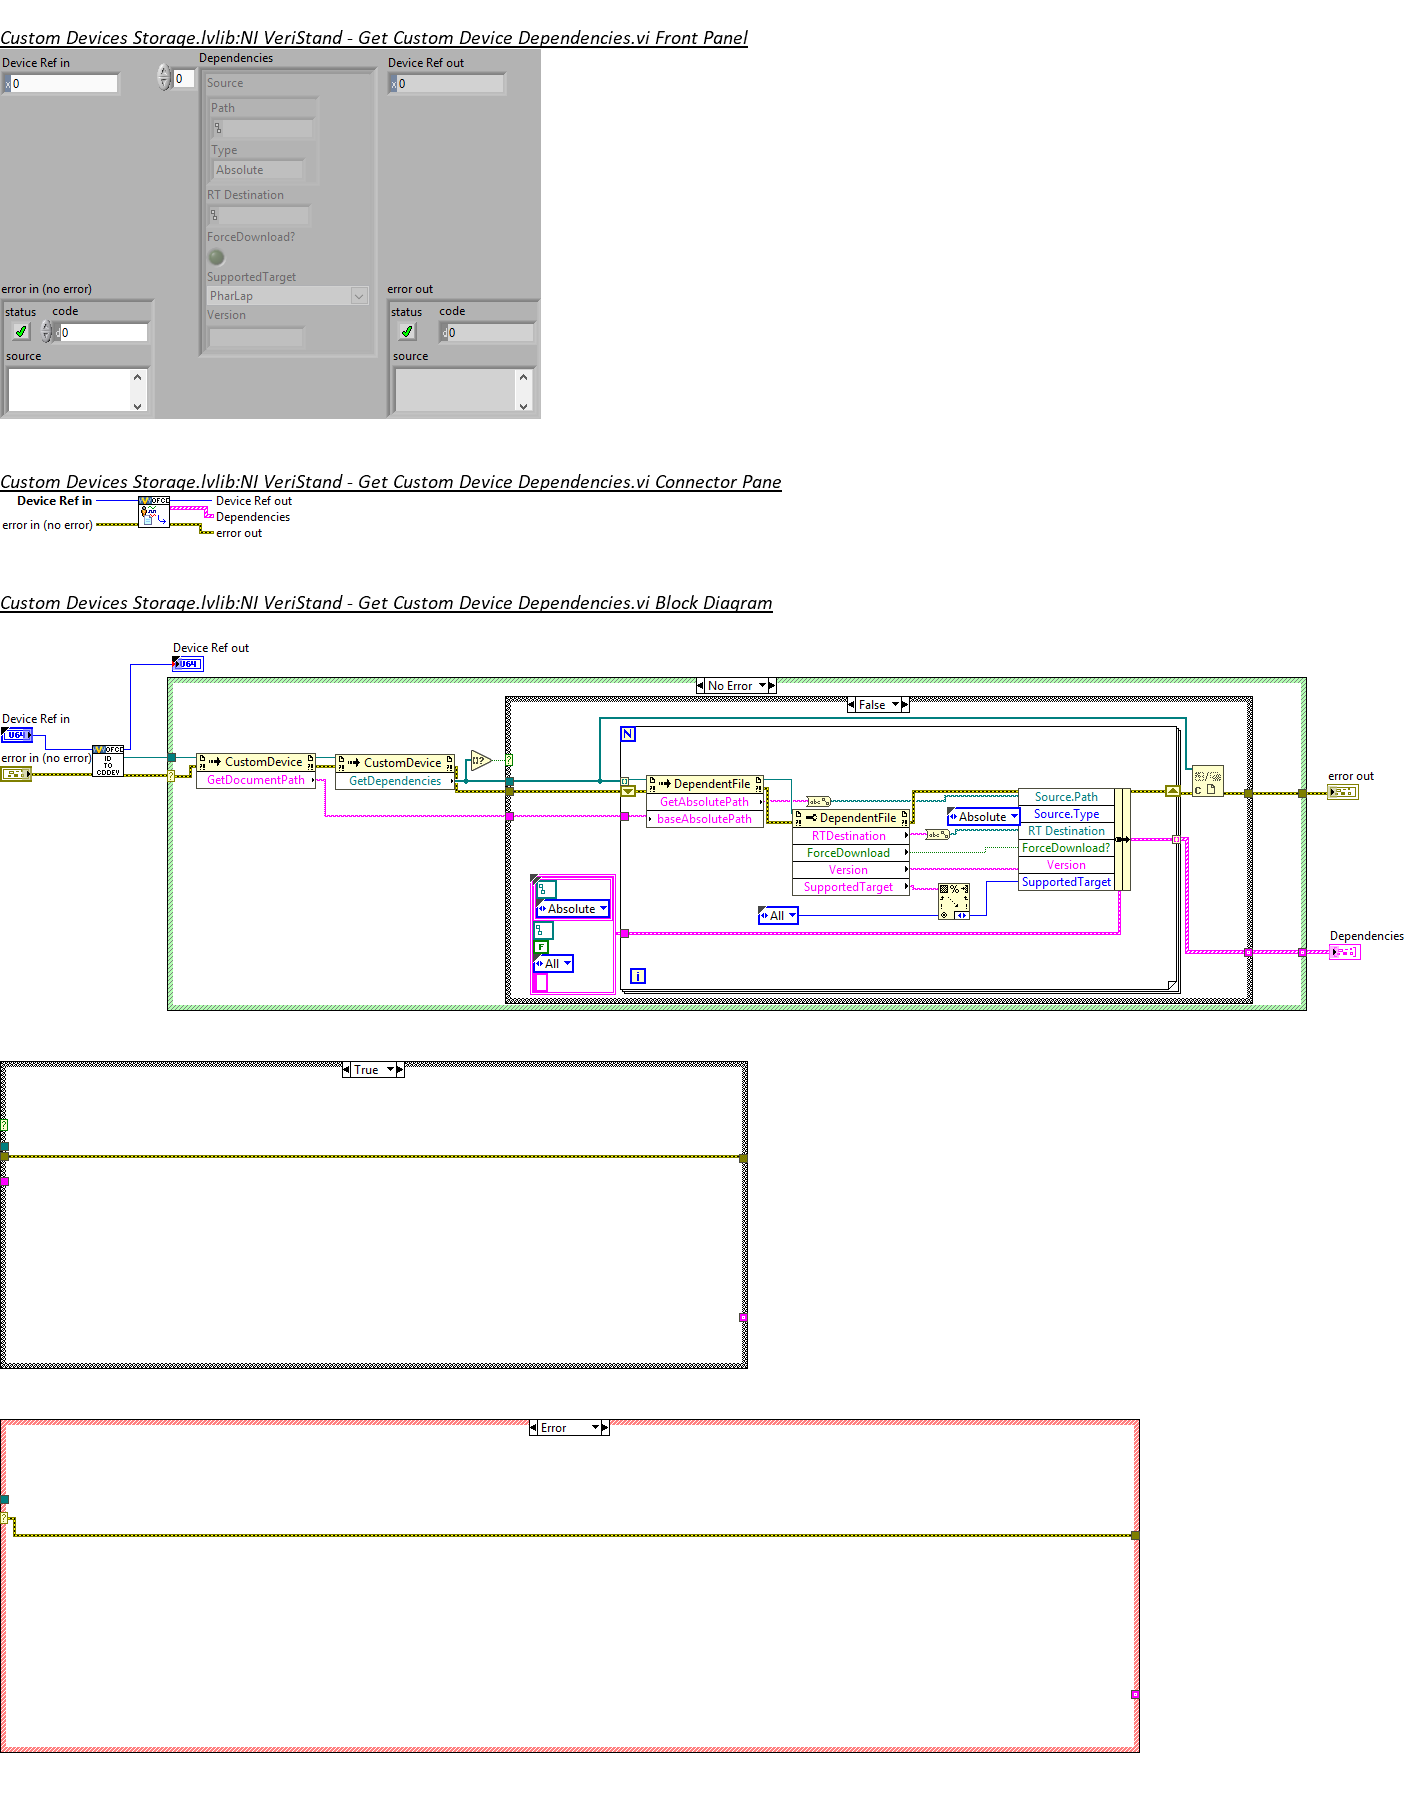 Custom Devices Storage.lvlib:NI VeriStand - Get Custom Device Dependencies.vi Front Panel
Device Ref in
0
0
Dependencies
Source
Path
Type
Absolute
RT Destination
ForceDownload?
SupportedTarget
PharLap
Version
Device Ref out
0
error in (no error)
status code
0
source
error out
status code
0
source
Custom Devices Storage.lvlib:NI VeriStand - Get Custom Device Dependencies.vi Connector Pane
Device Ref in
error in (no error)
Device Ref out
Dependencies
error out
Custom Devices Storage.lvlib:NI VeriStand - Get Custom Device Dependencies.vi Block Diagram
Device Ref out
U64
Device Ref in
U64
error in (no error)
ID
TO
CDDEV
No Error
CustomDevice
GetDocumentPath
CustomDevice
GetDependencies
False
N
DependentFile
GetAbsolutePath
baseAbsolutePath
DependentFile
RTDestination
ForceDownload
Version
SupportedTarget
Absolute
Source.Path
Source.Type
RT Destination
ForceDownload?
Version
SupportedTarget
Absolute
F
All
All
i
C
error out
Dependencies
True
Error